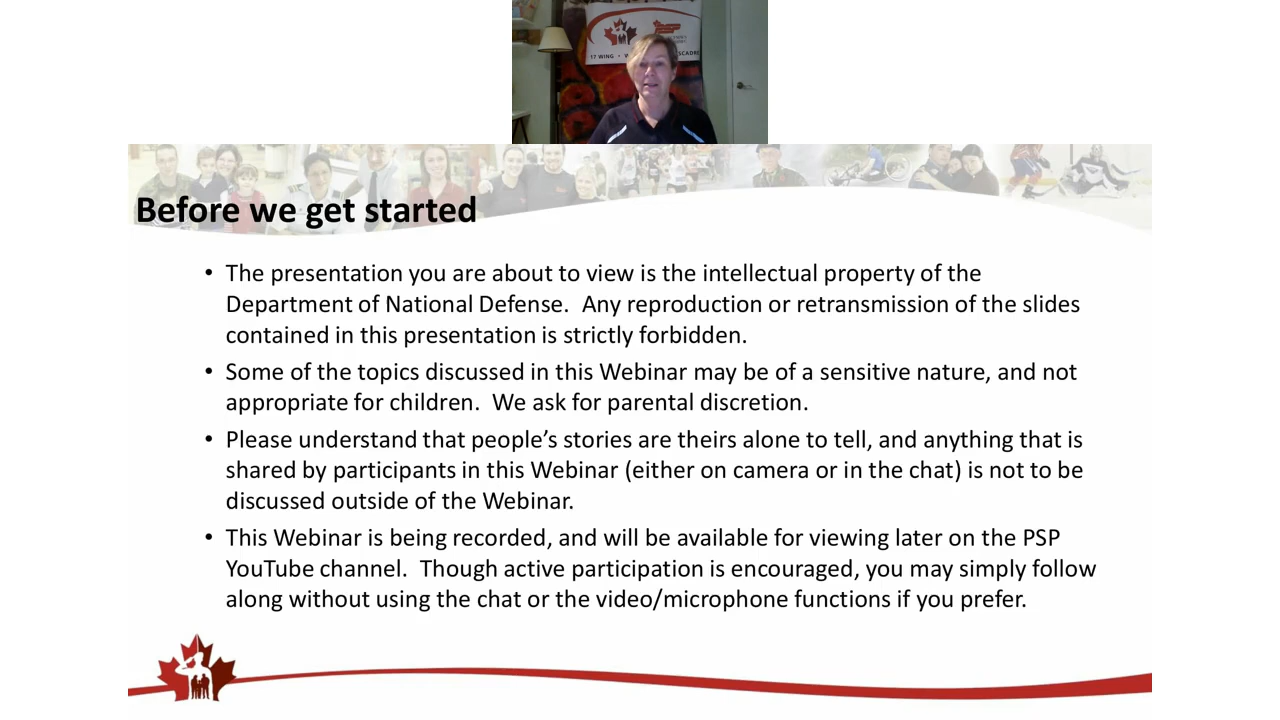 17 WING
Before we get started
• The presentation you are about to view is the intellectual property of the
Department of National Defense.  Any reproduction or retransmission of the slides
contained in this presentation is strictly forbidden.
• Some of the topics discussed in this Webinar may be of a sensitive nature, and not
appropriate for children.  We ask for parental discretion.
• Please understand that people’s stories are theirs alone to tell, and anything that is
shared by participants in this Webinar (either on camera or in the chat) is not to be
discussed outside of the Webinar.
• This Webinar is being recorded, and will be available for viewing later on the PSP
YouTube channel.  Though active participation is encouraged, you may simply follow
along without using the chat or the video/microphone functions if you prefer.